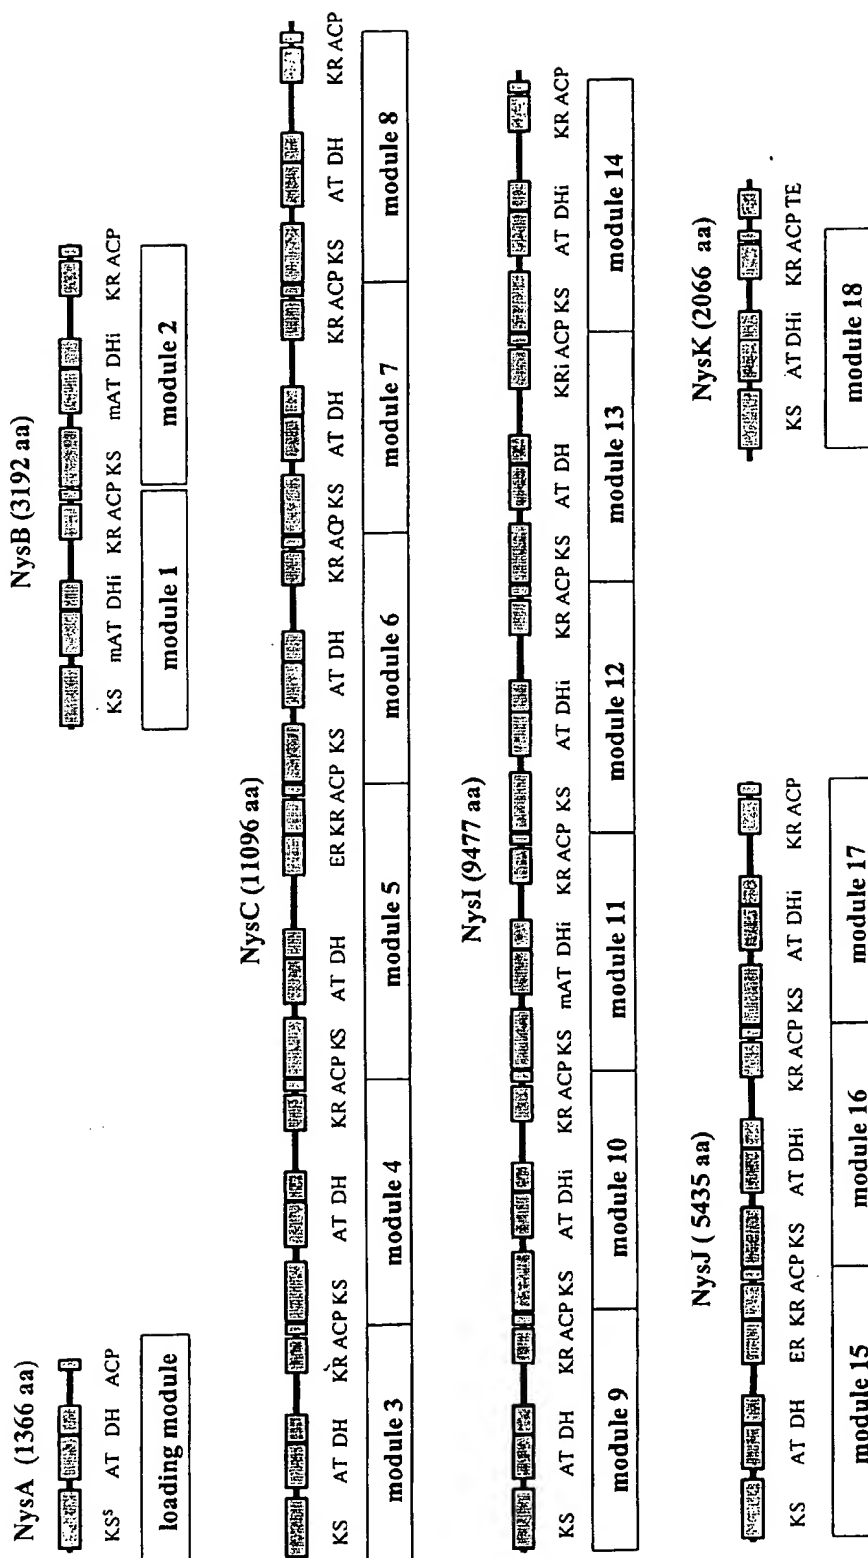 NysA (1366 aa)
KSˢ AT DH ACP
loading module
NysB (3192 aa)
KS mAT DHi KR ACP KS mAT DHi KR ACP
module 1 module 2
NysC (11096 aa)
KS AT DH KR ACP KS AT DH KR ACP KS AT DH ER KR ACP KS AT DH KR ACP KS AT DH KR ACP KS AT DH KR ACP
module 3 module 4 module 5 module 6 module 7 module 8
NysI (9477 aa)
KS AT DH KR ACP KS AT DHi KR ACP KS mAT DHi KR ACP KS AT DHi KR ACP KS AT DH KRi ACP KS AT DHi KR ACP
module 9 module 10 module 11 module 12 module 13 module 14
NysJ ( 5435 aa)
KS AT DH ER KR ACP KS AT DHi KR ACP KS AT DHi KR ACP
module 15 module 16 module 17
NysK (2066 aa)
KS AT DHi KR ACP TE
module 18